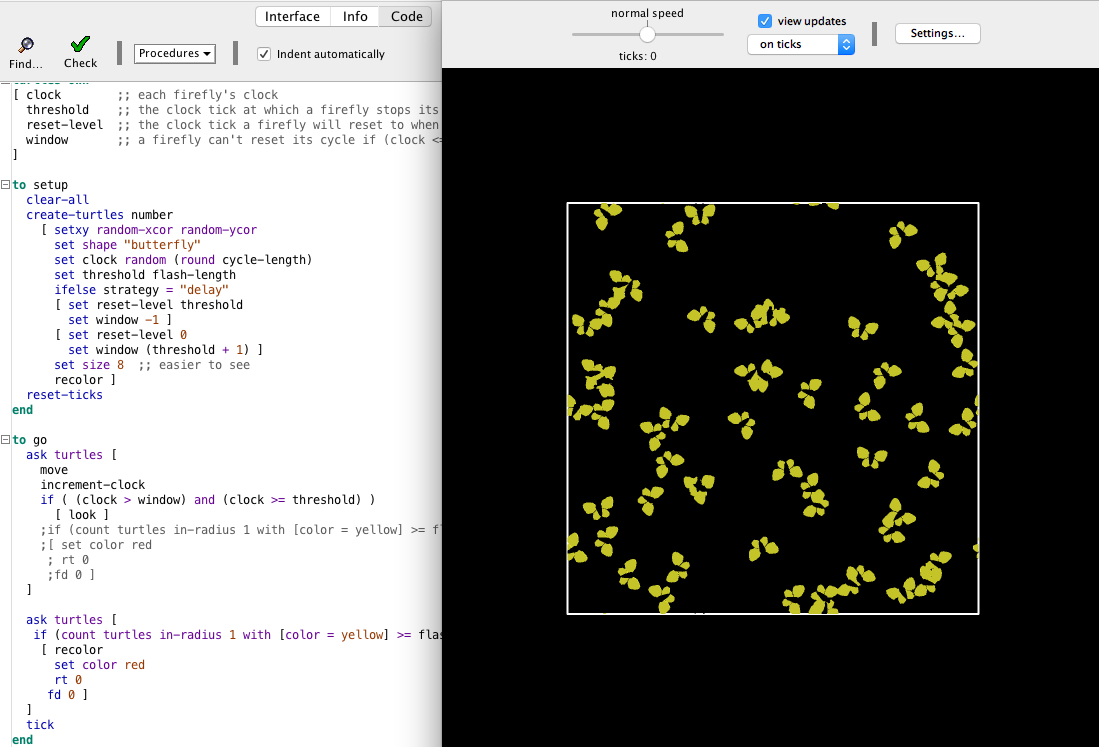 Interface Info Code
Find... Check Procedures Indent automatically
normal speed
view updates
on ticks
ticks: 0
Settings...
[ clock ;; each firefly's clock
threshold ;; the clock tick at which a firefly stops its
reset-level ;; the clock tick a firefly will reset to when
window ;; a firefly can't reset its cycle if (clock <=
]
to setup
clear-all
create-turtles number
[ setxy random-xcor random-ycor
set shape "butterfly"
set clock random (round cycle-length)
set threshold flash-length
ifelse strategy = "delay"
[ set reset-level threshold
set window -1 ]
[ set reset-level 0
set window (threshold + 1) ]
set size 8 ;; easier to see
recolor ]
reset-ticks
end
to go
ask turtles [
move
increment-clock
if ( (clock > window) and (clock >= threshold) )
[ look ]
;if (count turtles in-radius 1 with [color = yellow] >=
;[ set color red
; rt 0
;fd 0 ]
]
ask turtles [
if (count turtles in-radius 1 with [color = yellow] >= flas
[ recolor
set color red
rt 0
fd 0 ]
]
tick
end